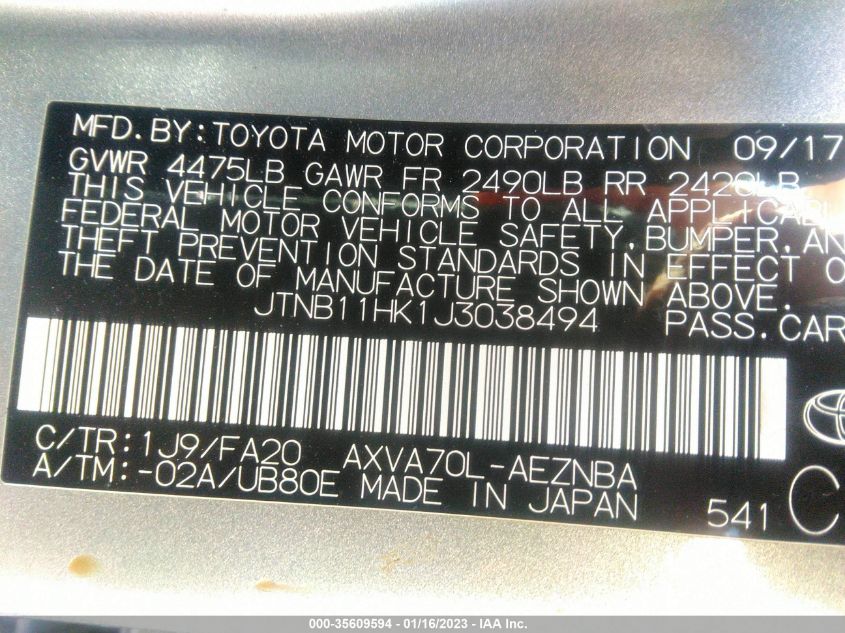 MFD.BY:TOYOTA MOTOR CORPORATION 09/17
GVWR 4475LB GAWR FR 2490LB RR 2420LB
THIS VEHICLE CONFORMS TO ALL APPLICABL
FEDERAL MOTOR VEHICLE SAFETY,BUMPER,AN
THEFT PREVENTION STANDARDS IN EFFECT O
THE DATE OF MANUFACTURE SHOWN ABOVE.
JTNB11HK1J3038494 PASS.CAR
C/TR:1J9/FA20 AXVA70L-AEZNBA
A/TM:-02A/UB80E MADE IN JAPAN 541 C
000-35609594 - 01/16/2023 - IAA Inc.